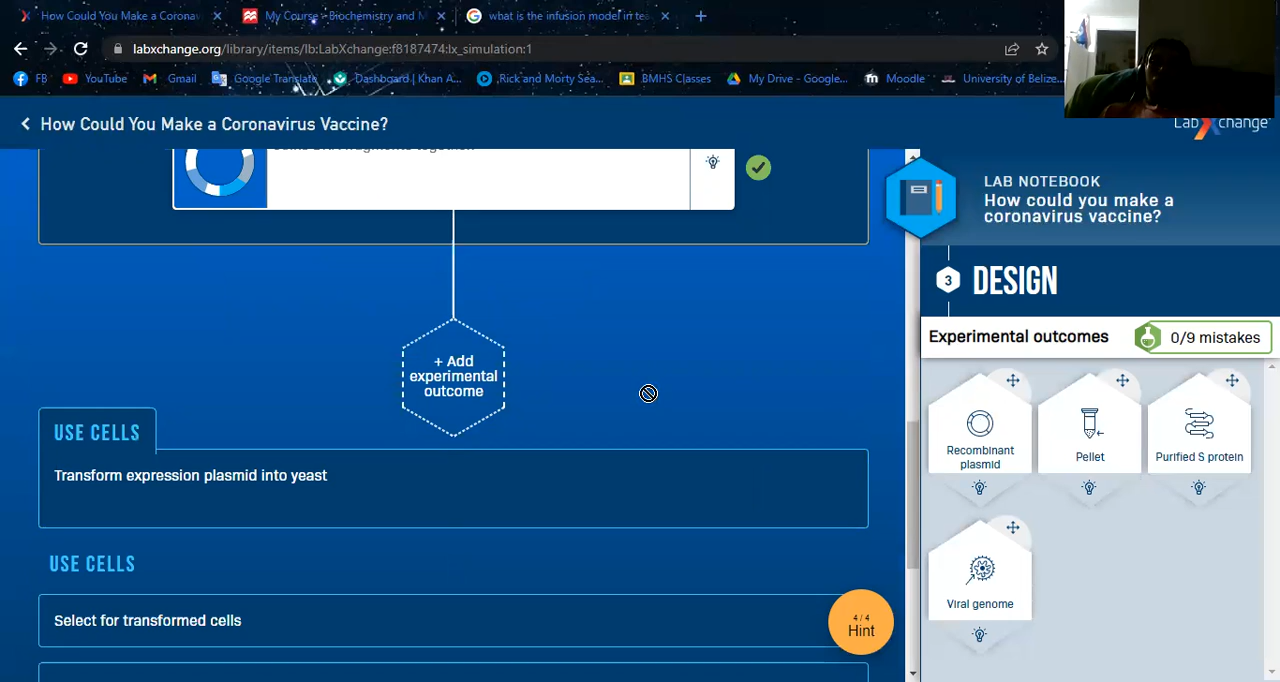 How Could You Make a Coronav
My Course - Biochemistry and M
what is the infusion model in tea
labxchange.org/library/items/lb:LabXchange:f8187474:lx_simulation:1
FB
YouTube
Gmail
Google Translate
Dashboard | Khan A...
Rick and Morty Sea...
BMHS Classes
My Drive - Google...
Moodle
University of Belize...
How Could You Make a Coronavirus Vaccine?
LabXchange
LAB NOTEBOOK
How could you make a
coronavirus vaccine?
3 DESIGN
Experimental outcomes
0/9 mistakes
Recombinant
plasmid
Pellet
Purified S protein
Viral genome
+ Add
experimental
outcome
USE CELLS
Transform expression plasmid into yeast
USE CELLS
Select for transformed cells
4/4
Hint